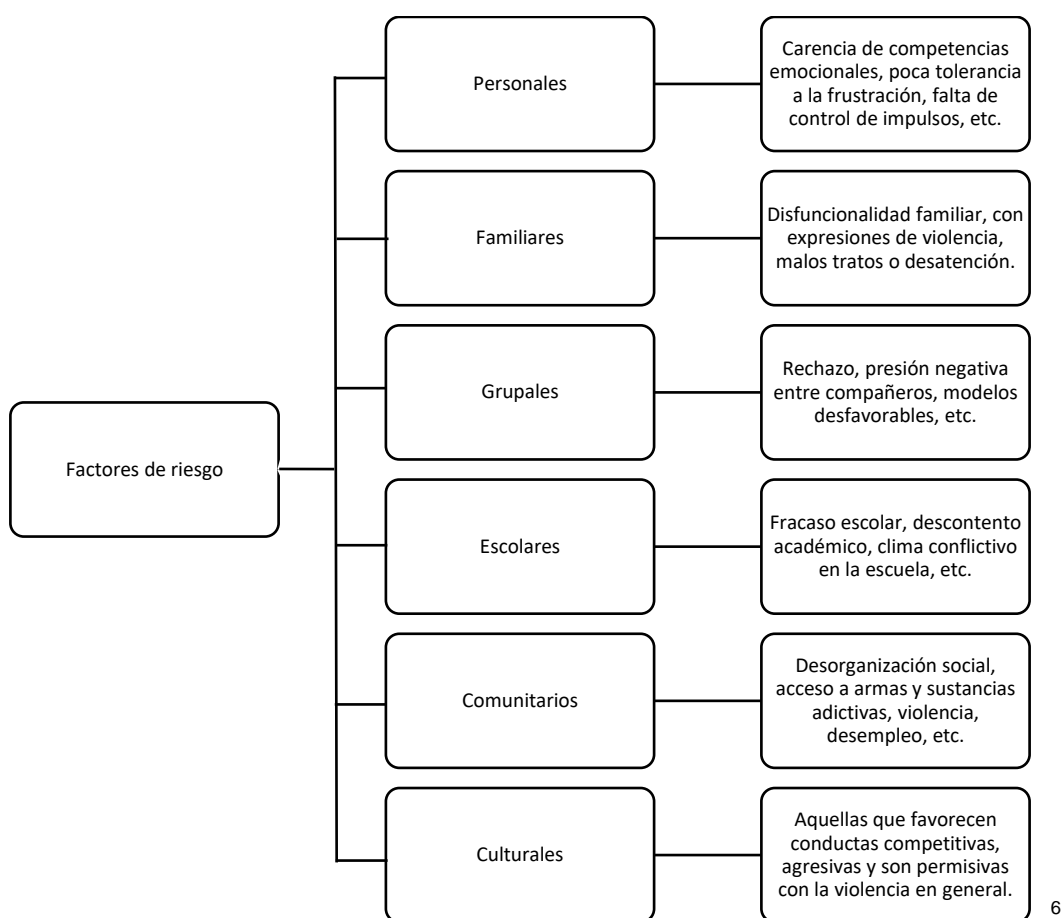 Personales
Carencia de competencias
emocionales, poca tolerancia
a la frustración, falta de
control de impulsos, etc.
Familiares
Disfuncionalidad familiar, con
expresiones de violencia,
malos tratos o desatención.
Grupales
Rechazo, presión negativa
entre compañeros, modelos
desfavorables, etc.
Factores de riesgo
Escolares
Fracaso escolar, descontento
académico, clima conflictivo
en la escuela, etc.
Comunitarios
Desorganización social,
acceso a armas y sustancias
adictivas, violencia,
desempleo, etc.
Culturales
Aquellas que favorecen
conductas competitivas,
agresivas y son permisivas
con la violencia en general.
6